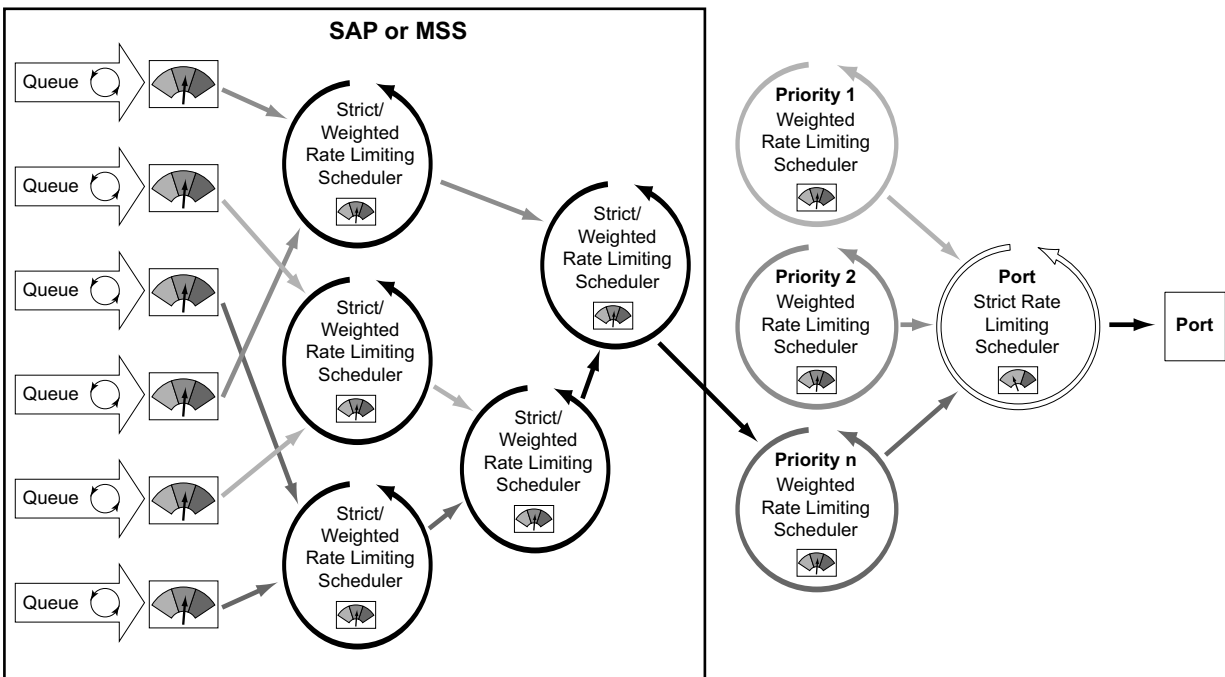 SAP or MSS
Queue
Queue
Queue
Queue
Queue
Queue
Strict/
Weighted
Rate Limiting
Scheduler
Strict/
Weighted
Rate Limiting
Scheduler
Strict/
Weighted
Rate Limiting
Scheduler
Strict/
Weighted
Rate Limiting
Scheduler
Strict/
Weighted
Rate Limiting
Scheduler
Priority 1
Weighted
Rate Limiting
Scheduler
Priority 2
Weighted
Rate Limiting
Scheduler
Priority n
Weighted
Rate Limiting
Scheduler
Port
Strict Rate
Limiting
Scheduler
Port